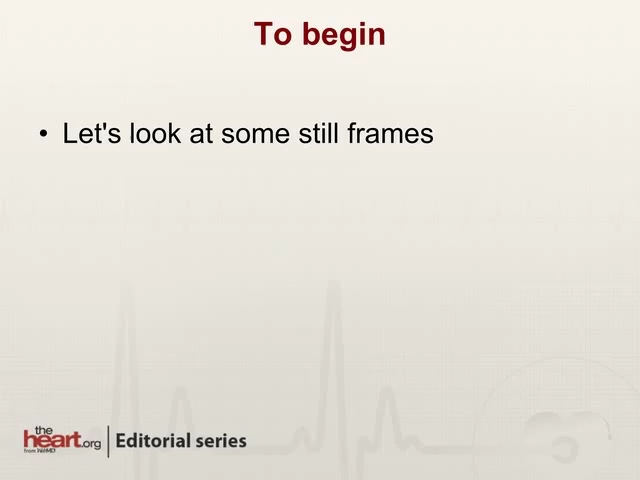 To begin
• Let's look at some still frames
the
heart.org
from WebMD
Editorial series